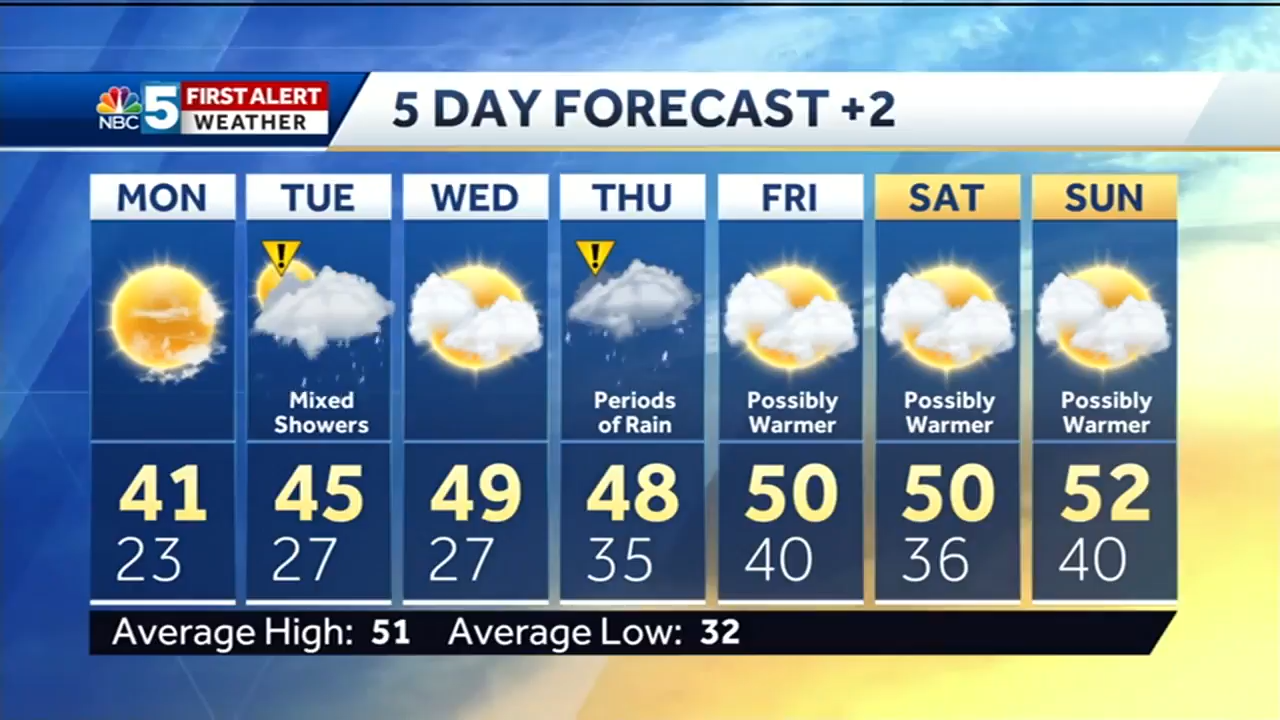 NBC 5 FIRST ALERT
WEATHER
5 DAY FORECAST +2
MON TUE WED THU FRI SAT SUN
! !
Mixed Showers
Periods of Rain
Possibly Warmer
Possibly Warmer
Possibly Warmer
41 45 49 48 50 50 52
23 27 27 35 40 36 40
Average High: 51 Average Low: 32